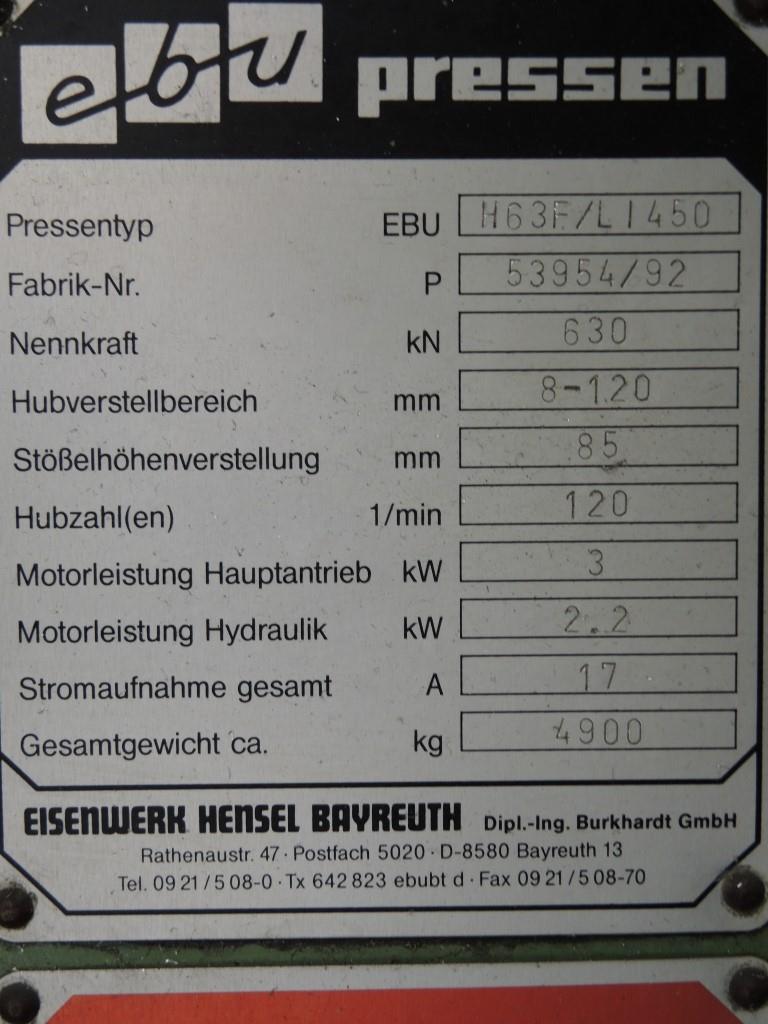 ebu pressen
Pressentyp EBU H63F/L1450
Fabrik-Nr. P 53954/92
Nennkraft kN 630
Hubverstellbereich mm 8-120
Stößelhöhenverstellung mm 85
Hubzahl(en) 1/min 120
Motorleistung Hauptantrieb kW 3
Motorleistung Hydraulik kW 2.2
Stromaufnahme gesamt A 17
Gesamtgewicht ca. kg 4900
EISENWERK HENSEL BAYREUTH Dipl.-Ing. Burkhardt GmbH
Rathenaustr. 47 · Postfach 5020 · D-8580 Bayreuth 13
Tel. 09 21 / 5 08-0 · Tx 642 823 ebubt d · Fax 09 21 / 5 08-70